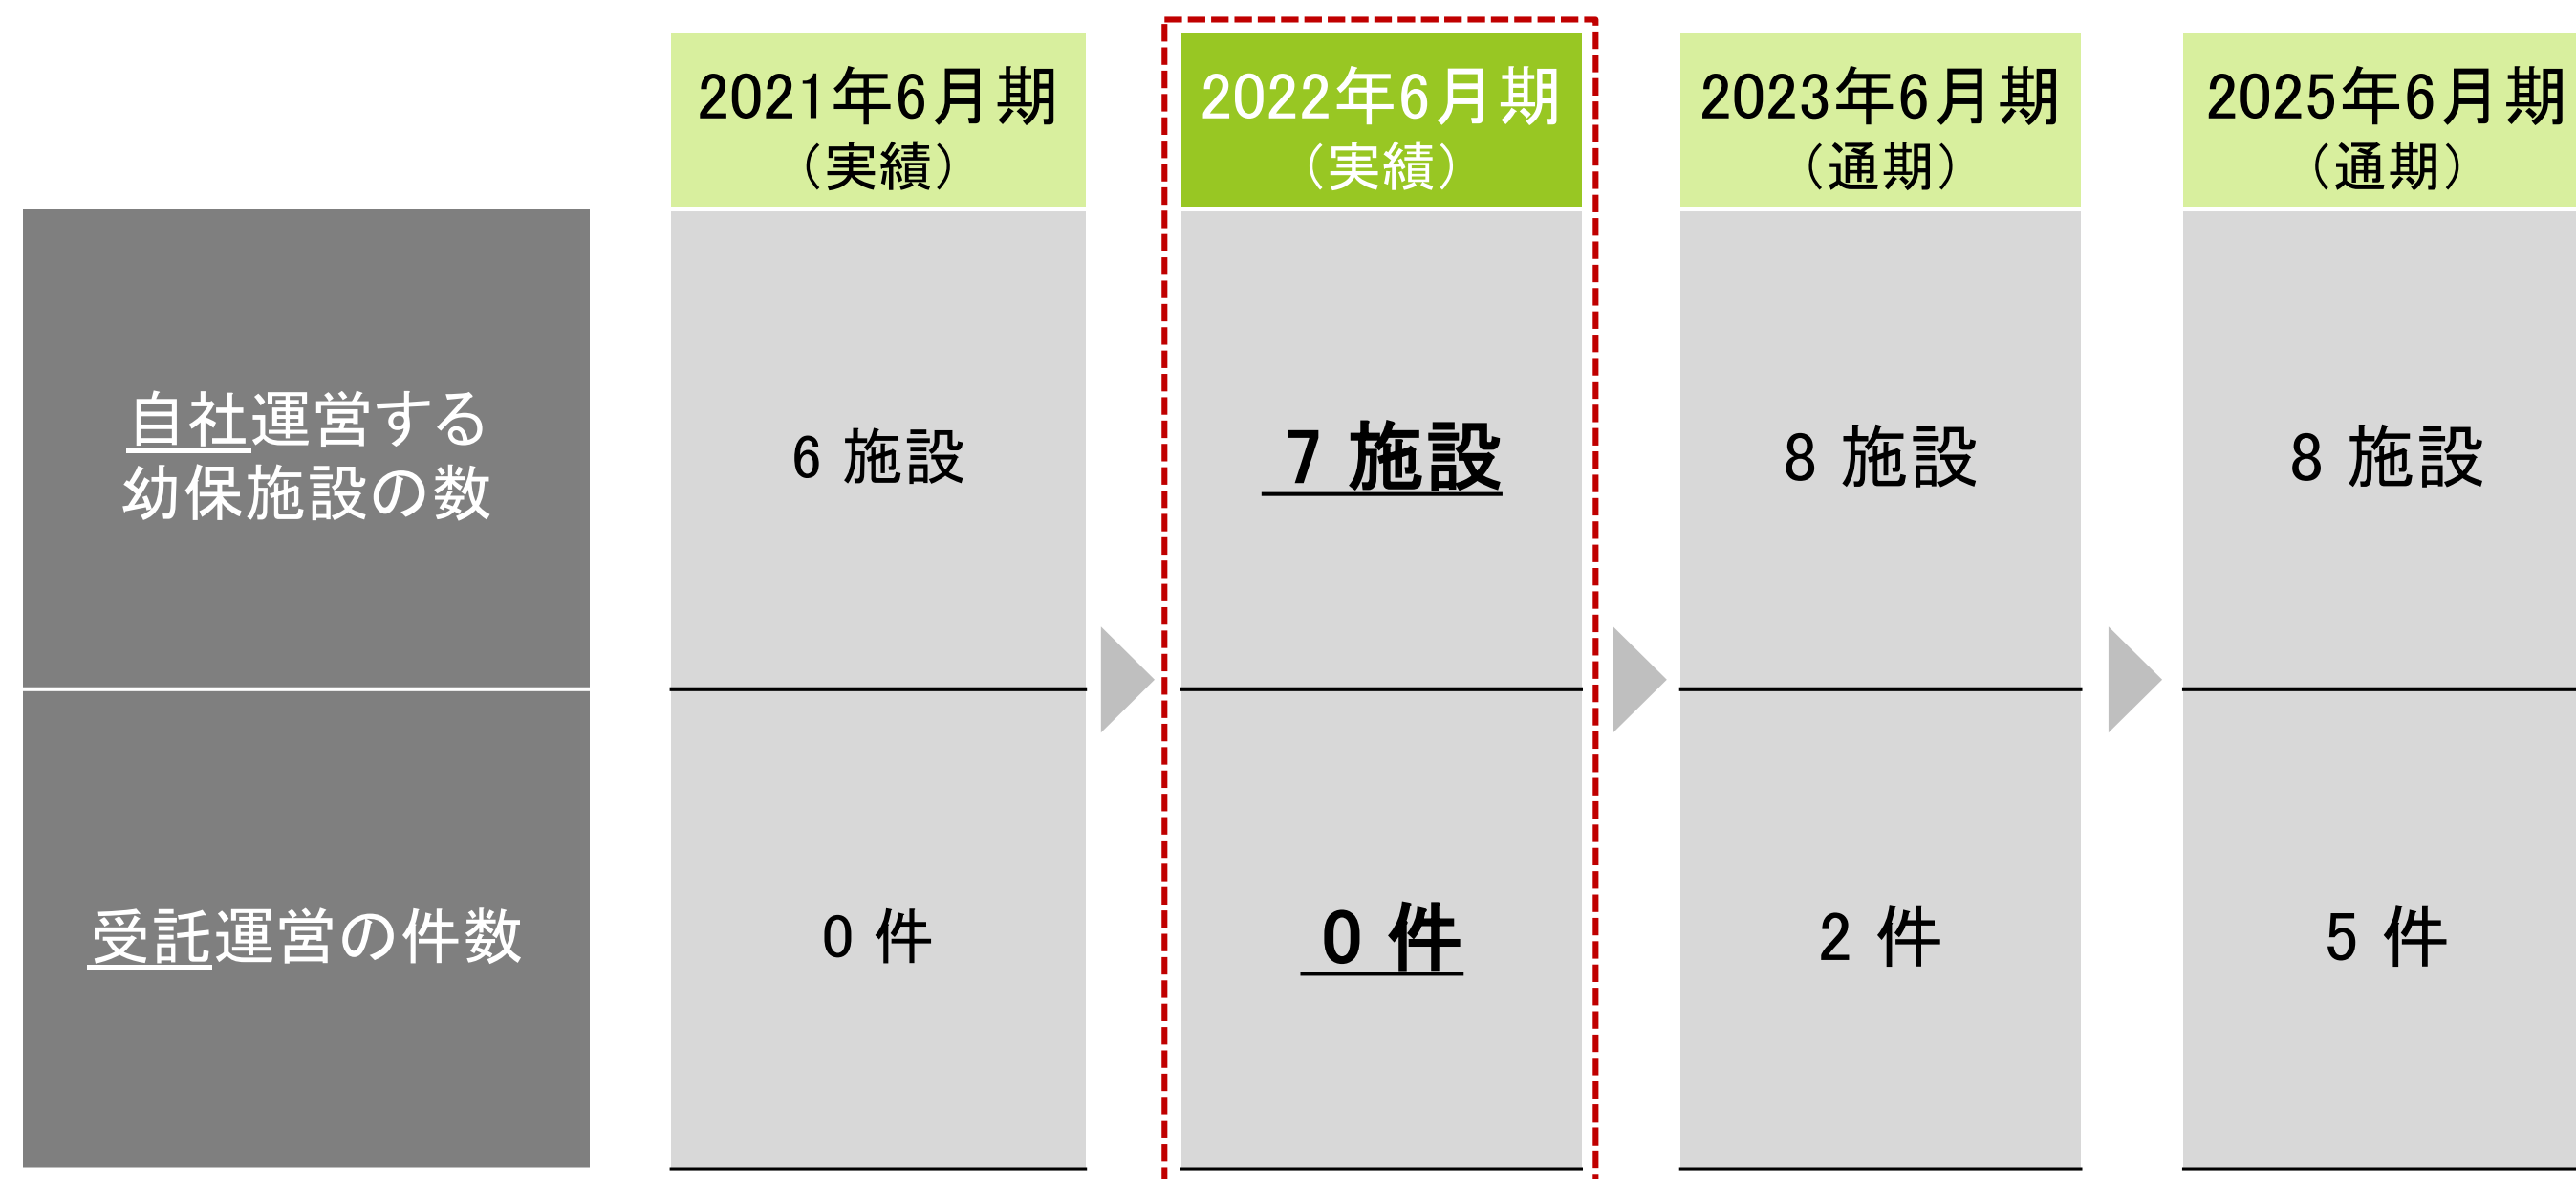 2021年6月期
（実績）
2022年6月期
（実績）
2023年6月期
（通期）
2025年6月期
（通期）
自社運営する
幼保施設の数
6 施設
7 施設
8 施設
8 施設
受託運営の件数
0 件
0 件
2 件
5 件